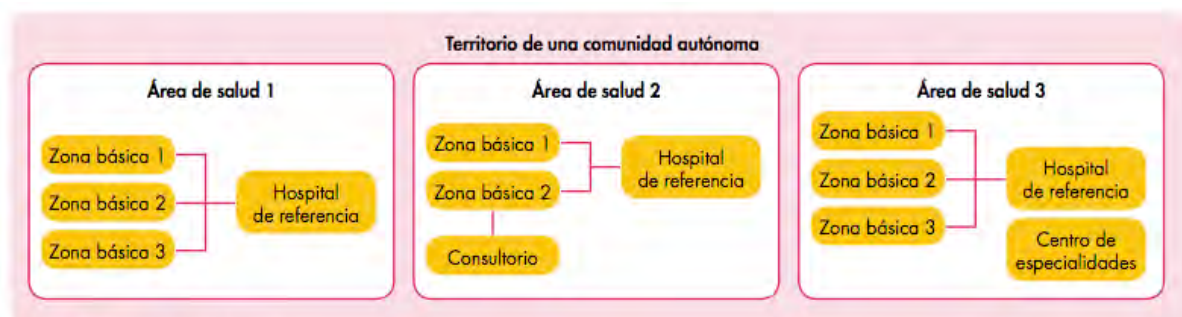 Territorio de una comunidad autónoma
Área de salud 1
Zona básica 1
Zona básica 2
Zona básica 3
Hospital
de referencia
Área de salud 2
Zona básica 1
Zona básica 2
Consultorio
Hospital
de referencia
Área de salud 3
Zona básica 1
Zona básica 2
Zona básica 3
Hospital
de referencia
Centro de
especialidades